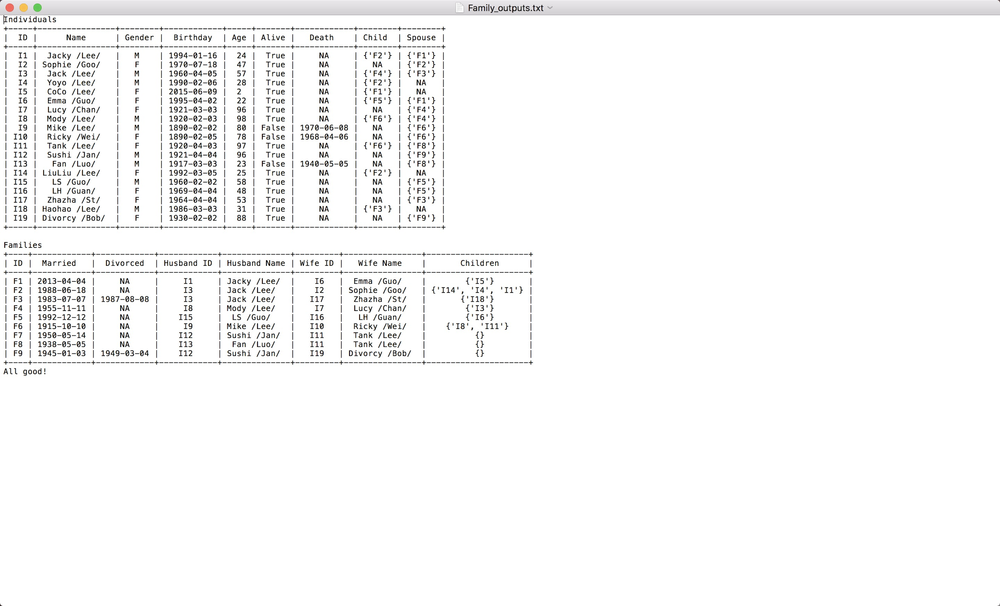 Family_outputs.txt
Individuals
+-----+----------------+--------+------------+-----+-------+------------+--------+--------+
|  ID |      Name      | Gender |  Birthday  | Age | Alive |   Death    | Child  | Spouse |
+-----+----------------+--------+------------+-----+-------+------------+--------+--------+
|  I1 |  Jacky /Lee/   |   M    | 1994-01-16 |  24 |  True |     NA     | {'F2'} | {'F1'} |
|  I2 | Sophie /Goo/   |   F    | 1970-07-18 |  47 |  True |     NA     |   NA   | {'F2'} |
|  I3 |  Jack /Lee/    |   M    | 1960-04-05 |  57 |  True |     NA     | {'F4'} | {'F3'} |
|  I4 |  Yoyo /Lee/    |   M    | 1990-02-06 |  28 |  True |     NA     | {'F2'} |   NA   |
|  I5 |  CoCo /Lee/    |   F    | 2015-06-09 |  2  |  True |     NA     | {'F1'} |   NA   |
|  I6 |  Emma /Guo/    |   F    | 1995-04-02 |  22 |  True |     NA     | {'F5'} | {'F1'} |
|  I7 |  Lucy /Chan/   |   F    | 1921-03-03 |  96 |  True |     NA     |   NA   | {'F4'} |
|  I8 |  Mody /Lee/    |   M    | 1920-02-03 |  98 |  True |     NA     | {'F6'} | {'F4'} |
|  I9 |  Mike /Lee/    |   M    | 1890-02-02 |  80 | False | 1970-06-08 |   NA   | {'F6'} |
| I10 |  Ricky /Wei/   |   F    | 1890-02-05 |  78 | False | 1968-04-06 |   NA   | {'F6'} |
| I11 |  Tank /Lee/    |   F    | 1920-04-03 |  97 |  True |     NA     | {'F6'} | {'F8'} |
| I12 |  Sushi /Jan/   |   M    | 1921-04-04 |  96 |  True |     NA     |   NA   | {'F9'} |
| I13 |   Fan /Luo/    |   M    | 1917-03-03 |  23 | False | 1940-05-05 |   NA   | {'F8'} |
| I14 | LiuLiu /Lee/   |   F    | 1992-03-05 |  25 |  True |     NA     | {'F2'} |   NA   |
| I15 |   LS /Guo/     |   M    | 1960-02-02 |  58 |  True |     NA     |   NA   | {'F5'} |
| I16 |   LH /Guan/    |   F    | 1969-04-04 |  48 |  True |     NA     |   NA   | {'F5'} |
| I17 |  Zhazha /St/   |   F    | 1964-04-04 |  53 |  True |     NA     |   NA   | {'F3'} |
| I18 | Haohao /Lee/   |   M    | 1986-03-03 |  31 |  True |     NA     | {'F3'} |   NA   |
| I19 | Divorcy /Bob/  |   F    | 1930-02-02 |  88 |  True |     NA     |   NA   | {'F9'} |
+-----+----------------+--------+------------+-----+-------+------------+--------+--------+
Families
+----+------------+------------+------------+--------------+---------+----------------+---------------------+
| ID |  Married   |  Divorced  | Husband ID | Husband Name | Wife ID |   Wife Name    |       Children      |
+----+------------+------------+------------+--------------+---------+----------------+---------------------+
| F1 | 2013-04-04 |     NA     |     I1     | Jacky /Lee/  |    I6   |  Emma /Guo/    |        {'I5'}       |
| F2 | 1988-06-18 |     NA     |     I3     | Jack /Lee/   |    I2   | Sophie /Goo/   | {'I14', 'I4', 'I1'} |
| F3 | 1983-07-07 | 1987-08-08 |     I3     | Jack /Lee/   |   I17   |  Zhazha /St/   |       {'I18'}       |
| F4 | 1955-11-11 |     NA     |     I8     | Mody /Lee/   |    I7   |  Lucy /Chan/   |        {'I3'}       |
| F5 | 1992-12-12 |     NA     |    I15     |  LS /Guo/    |   I16   |   LH /Guan/    |        {'I6'}       |
| F6 | 1915-10-10 |     NA     |     I9     | Mike /Lee/   |   I10   |  Ricky /Wei/   |    {'I8', 'I11'}    |
| F7 | 1950-05-14 |     NA     |    I12     | Sushi /Jan/  |   I11   |  Tank /Lee/    |          {}         |
| F8 | 1938-05-05 |     NA     |    I13     |  Fan /Luo/   |   I11   |  Tank /Lee/    |          {}         |
| F9 | 1945-01-03 | 1949-03-04 |    I12     | Sushi /Jan/  |   I19   | Divorcy /Bob/  |          {}         |
+----+------------+------------+------------+--------------+---------+----------------+---------------------+
All good!